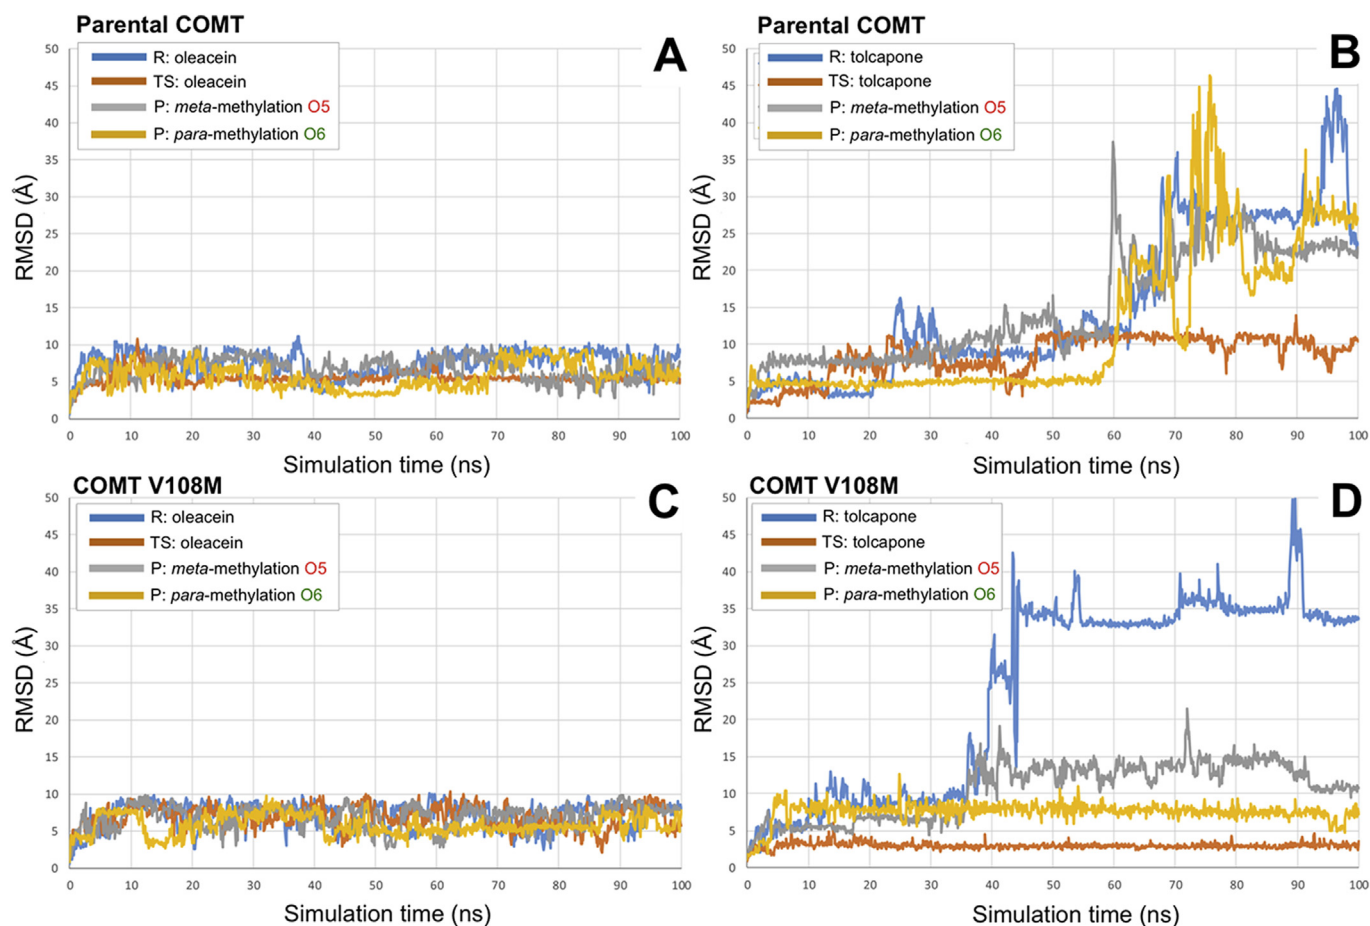 Parental COMT
A
R: oleacein
TS: oleacein
P: meta-methylation O5
P: para-methylation O6
50
45
40
35
30
25
20
15
10
5
0
RMSD (Å)
0 10 20 30 40 50 60 70 80 90 100
Simulation time (ns)
B
R: tolcapone
TS: tolcapone
P: meta-methylation O5
P: para-methylation O6
50
45
40
35
30
25
20
15
10
5
0
RMSD (Å)
0 10 20 30 40 50 60 70 80 90 100
Simulation time (ns)
COMT V108M
C
R: oleacein
TS: oleacein
P: meta-methylation O5
P: para-methylation O6
50
45
40
35
30
25
20
15
10
5
0
RMSD (Å)
0 10 20 30 40 50 60 70 80 90 100
Simulation time (ns)
COMT V108M
D
R: tolcapone
TS: tolcapone
P: meta-methylation O5
P: para-methylation O6
50
45
40
35
30
25
20
15
10
5
0
RMSD (Å)
0 10 20 30 40 50 60 70 80 90 100
Simulation time (ns)